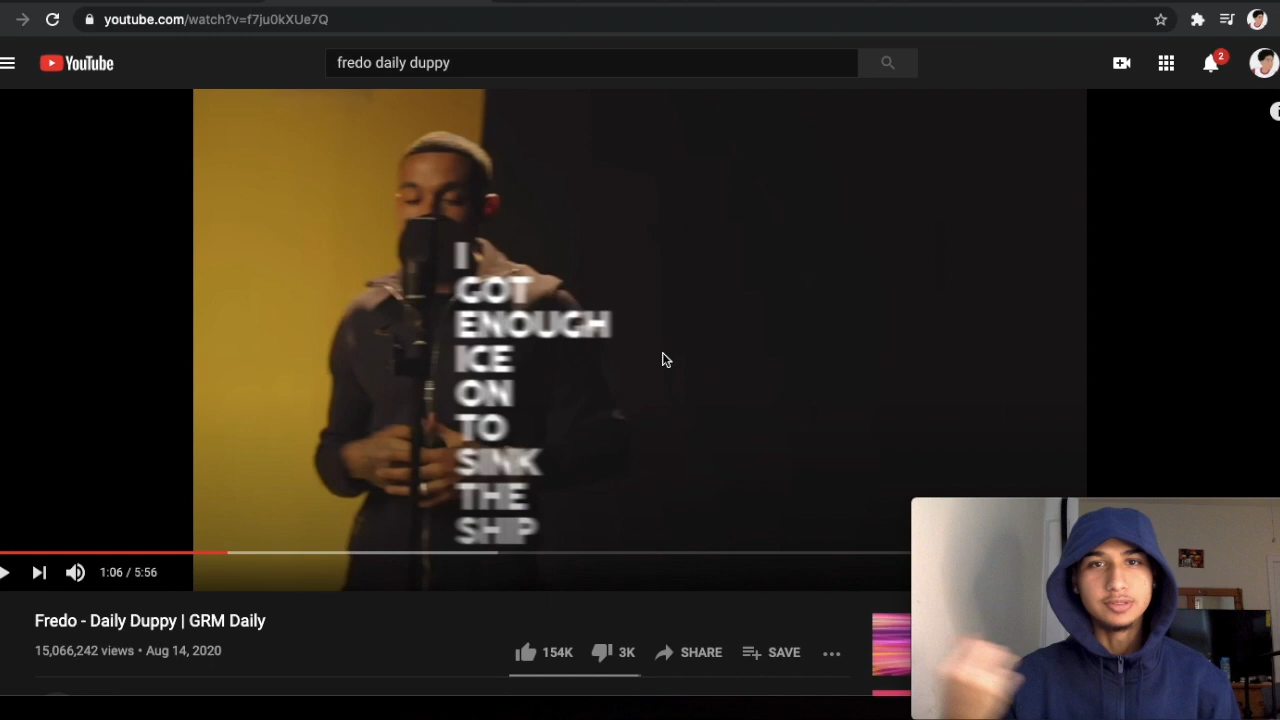 youtube.com/watch?v=f7ju0kXUe7Q
YouTube
fredo daily duppy
2
I
GOT
ENOUGH
ICE
ON
TO
SINK
THE
SHIP
1:06 / 5:56
Fredo - Daily Duppy | GRM Daily
15,066,242 views • Aug 14, 2020
154K
3K
SHARE
SAVE